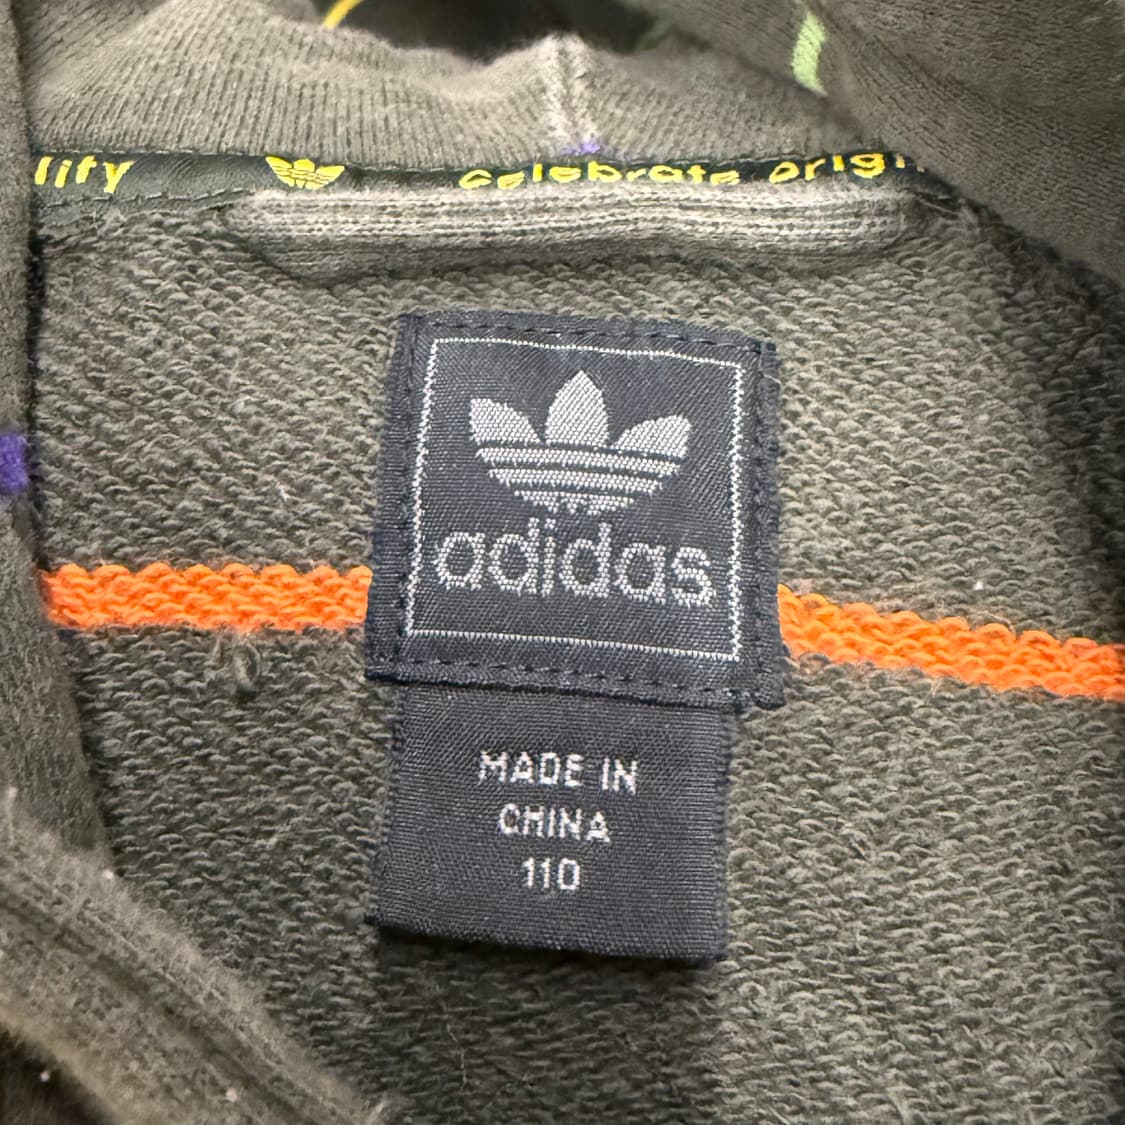 lity celebrate origi
adidas
MADE IN
CHINA
110